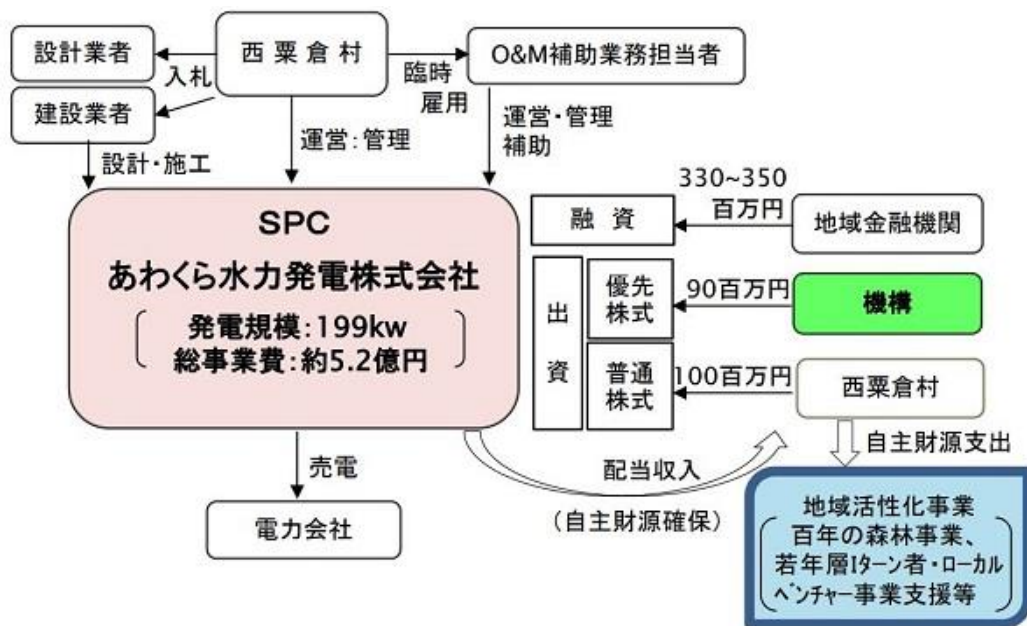 設計業者
西粟倉村
O&M補助業務担当者
入札
臨時
雇用
建設業者
設計・施工
運営:管理
運営・管理
補助
SPC
あわくら水力発電株式会社
発電規模:199kw
総事業費:約5.2億円
融 資
330~350
百万円
地域金融機関
出
資
優先
株式
90百万円
機構
普通
株式
100百万円
西粟倉村
売電
電力会社
配当収入
(自主財源確保)
自主財源支出
地域活性化事業
百年の森林事業、
若年層Iターン者・ローカル
ベンチャー事業支援等